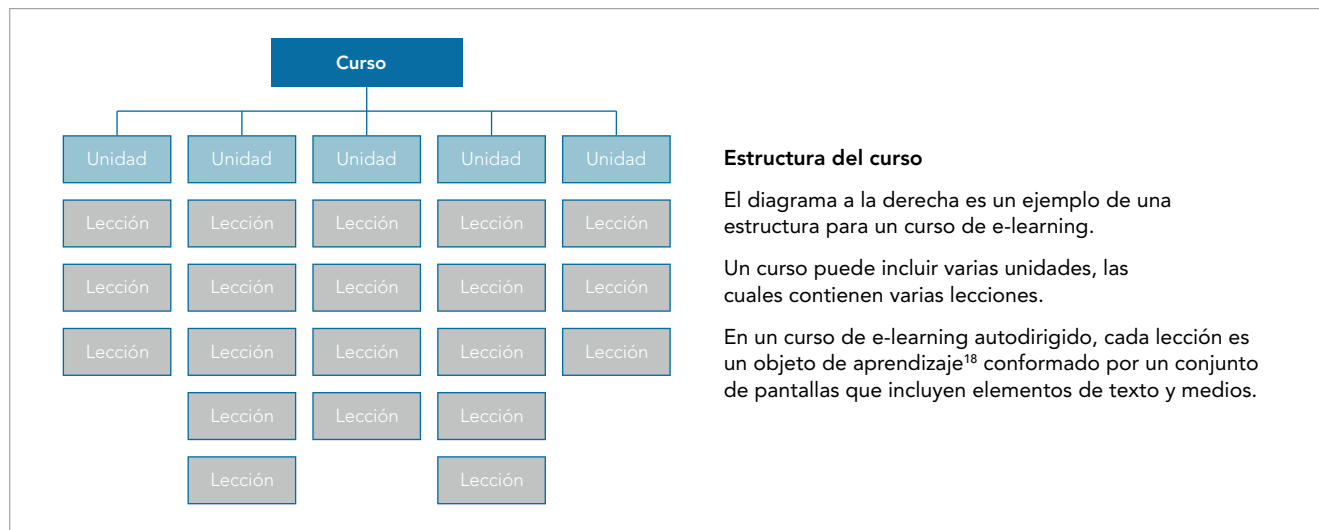 Curso
Unidad Unidad Unidad Unidad Unidad
Lección Lección Lección Lección Lección
Lección Lección Lección Lección Lección
Lección Lección Lección Lección Lección
Lección Lección Lección
Lección Lección
Estructura del curso
El diagrama a la derecha es un ejemplo de una
estructura para un curso de e-learning.
Un curso puede incluir varias unidades, las
cuales contienen varias lecciones.
En un curso de e-learning autodirigido, cada lección es
un objeto de aprendizaje¹⁸ conformado por un conjunto
de pantallas que incluyen elementos de texto y medios.